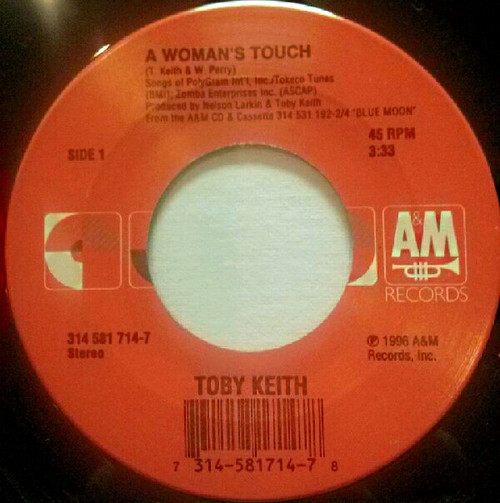 A WOMAN'S TOUCH
(T. Keith & W. Perry)
Songs of PolyGram Int'l, Inc./Tokeco Tunes
(BMI); Zomba Enterprises Inc. (ASCAP)
Produced by Nelson Larkin & Toby Keith
From the A&M CD & Cassette 314 531 192-2/4 "BLUE MOON"
SIDE 1
45 RPM
3:33
A&M
RECORDS
314 581 714-7
Stereo
℗ 1996 A&M
Records, Inc.
TOBY KEITH
7 314-581714-7 8